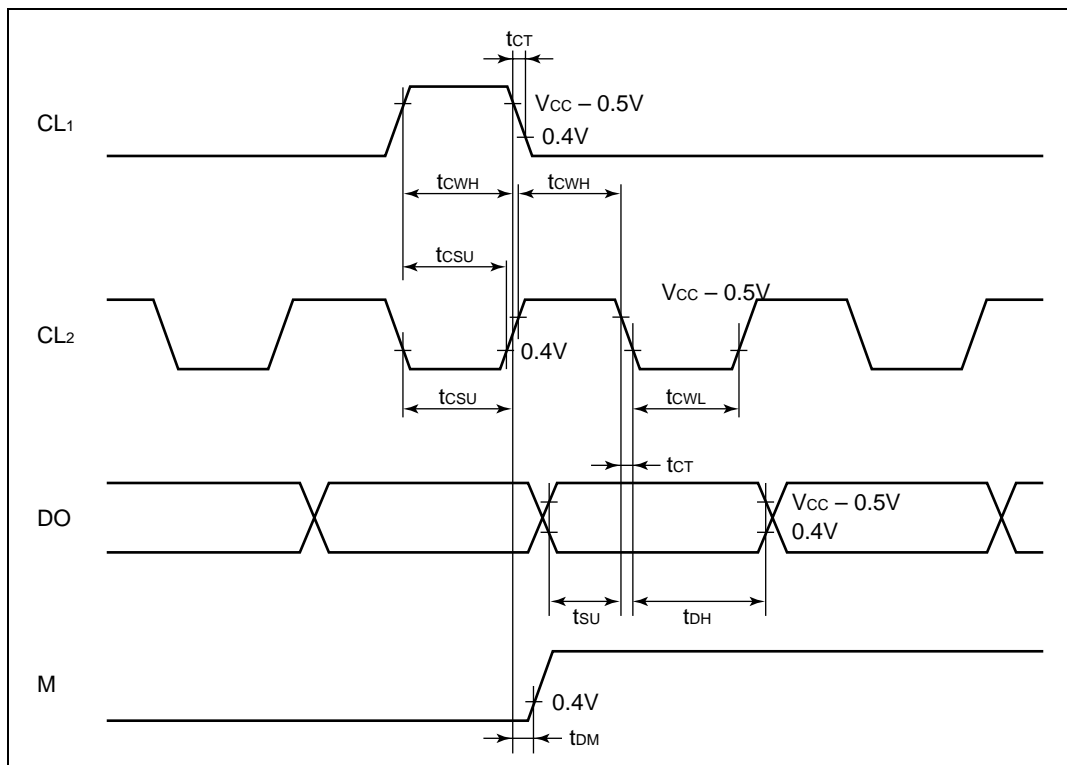 tCT
CL1
VCC – 0.5V
0.4V
tCWH
tCWH
tCSU
VCC – 0.5V
CL2
0.4V
tCSU
tCWL
tCT
DO
VCC – 0.5V
0.4V
tSU
tDH
M
0.4V
tDM